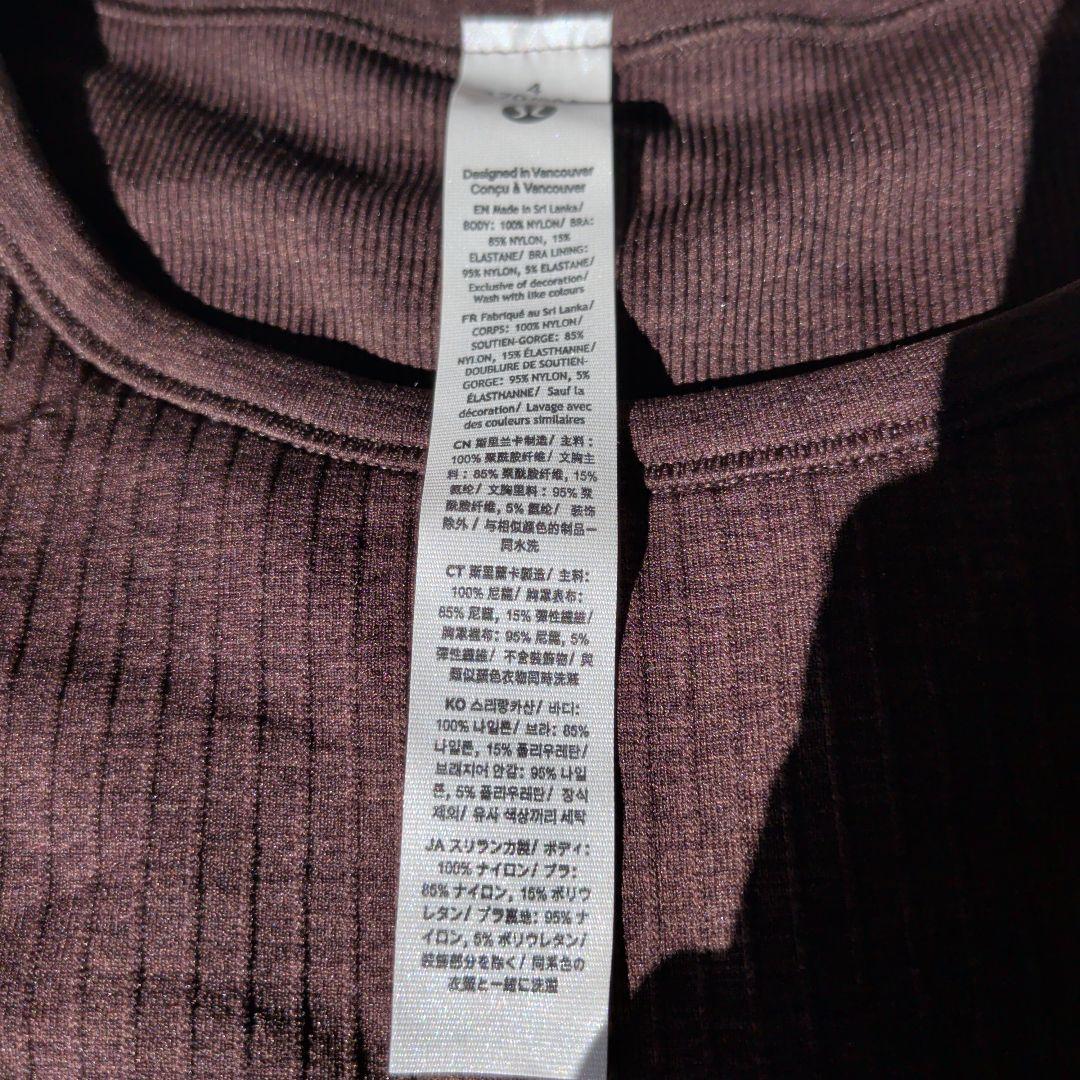 4
Designed in Vancouver
Conçu à Vancouver
EN Made in Sri Lanka/
BODY: 100% NYLON/ BRA:
85% NYLON, 15%
ELASTANE/ BRA LINING:
95% NYLON, 5% ELASTANE/
Exclusive of decoration/
Wash with like colours
FR Fabriqué au Sri Lanka/
CORPS: 100% NYLON/
SOUTIEN-GORGE: 85%
NYLON, 15% ÉLASTHANNE/
DOUBLURE DE SOUTIEN-
GORGE: 95% NYLON, 5%
ÉLASTHANNE/ Sauf la
décoration/ Lavage avec
des couleurs similaires
CN 斯里兰卡制造/ 主料 :
100% 聚酰胺纤维/ 文胸主
料 : 85% 聚酰胺纤维, 15%
氨纶/ 文胸里料 : 95% 聚
酰胺纤维, 5% 氨纶/ 装饰
除外 / 与相似颜色的制品一
同水洗
CT 斯里蘭卡製造/ 主料:
100% 尼龍/ 胸罩表布:
85% 尼龍, 15% 彈性纖維/
胸罩裡布: 95% 尼龍, 5%
彈性纖維/ 不含裝飾物/ 與
類似顏色衣物同時洗滌
KO 스리랑카산/ 바디:
100% 나일론/ 브라: 85%
나일론, 15% 폴리우레탄/
브래지어 안감: 95% 나일
론, 5% 폴리우레탄/ 장식
제외/ 유사 색상끼리 세탁
JA スリランカ製/ ボディ:
100% ナイロン/ ブラ:
85% ナイロン, 15% ポリウ
レタン/ ブラ裏地: 95% ナ
イロン, 5% ポリウレタン/
装飾部分を除く/ 同系色の
衣類と一緒に洗濯